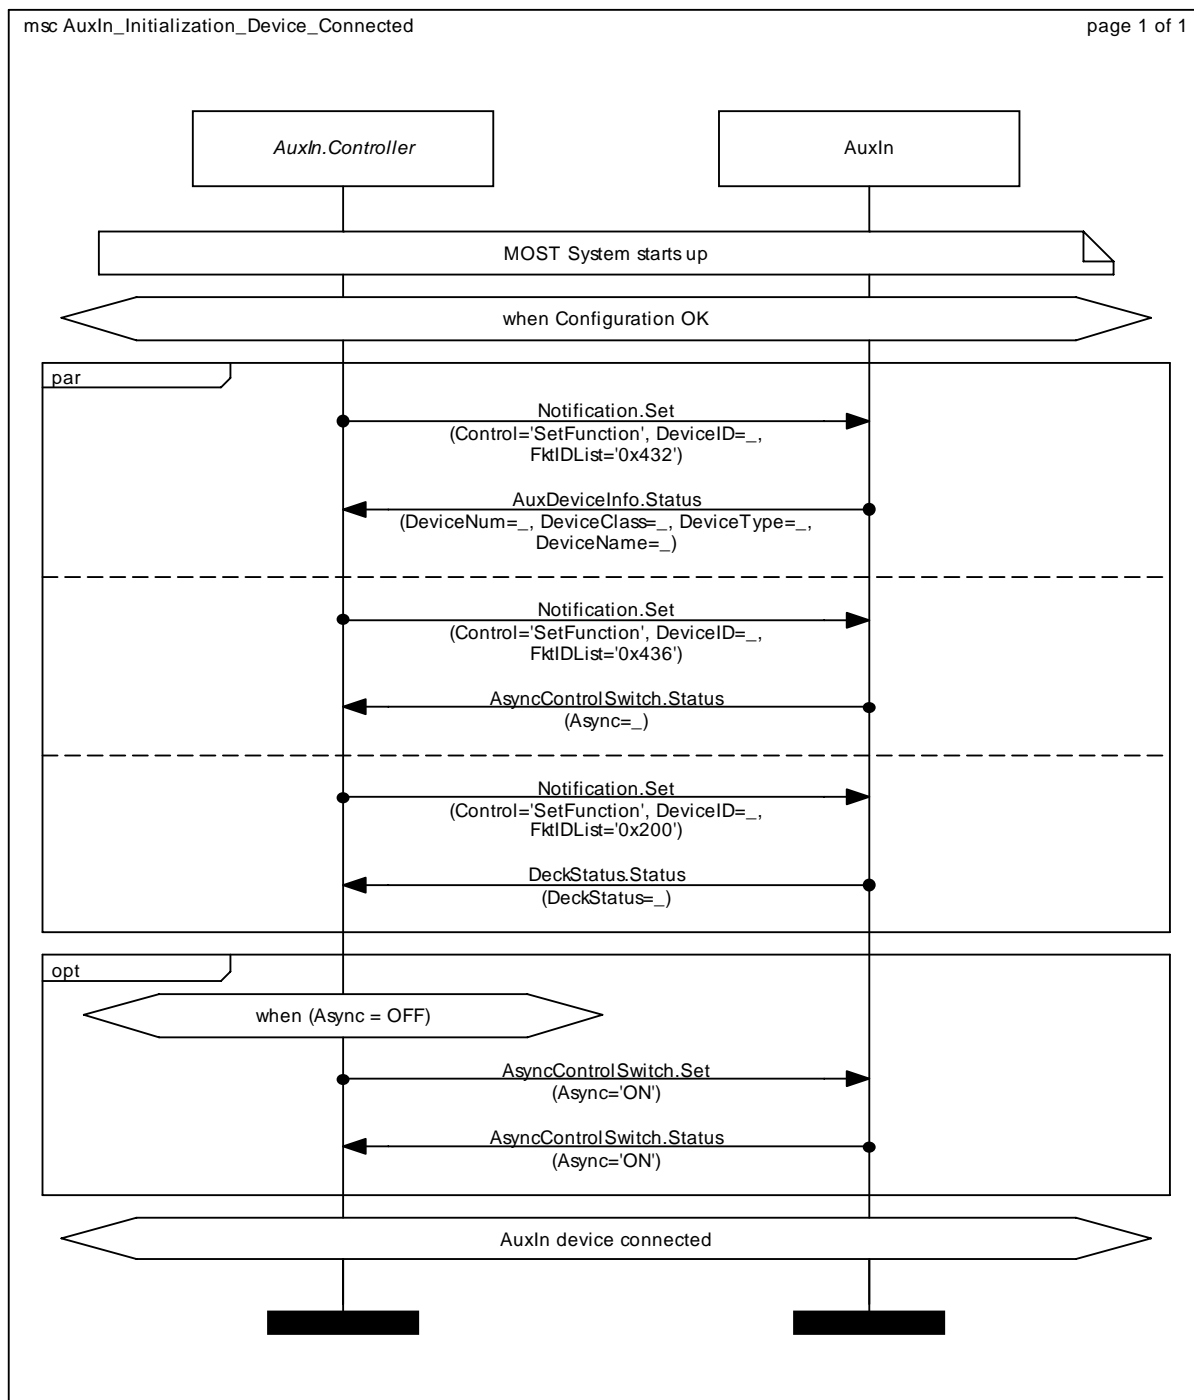 msc AuxIn_Initialization_Device_Connected
page 1 of 1
AuxIn.Controller
AuxIn
MOST System starts up
when Configuration OK
par
Notification.Set
(Control='SetFunction', DeviceID=_,
FktIDList='0x432')
AuxDeviceInfo.Status
(DeviceNum=_, DeviceClass=_, DeviceType=_,
DeviceName=_)
Notification.Set
(Control='SetFunction', DeviceID=_,
FktIDList='0x436')
AsyncControlSwitch.Status
(Async=_)
Notification.Set
(Control='SetFunction', DeviceID=_,
FktIDList='0x200')
DeckStatus.Status
(DeckStatus=_)
opt
when (Async = OFF)
AsyncControlSwitch.Set
(Async='ON')
AsyncControlSwitch.Status
(Async='ON')
AuxIn device connected